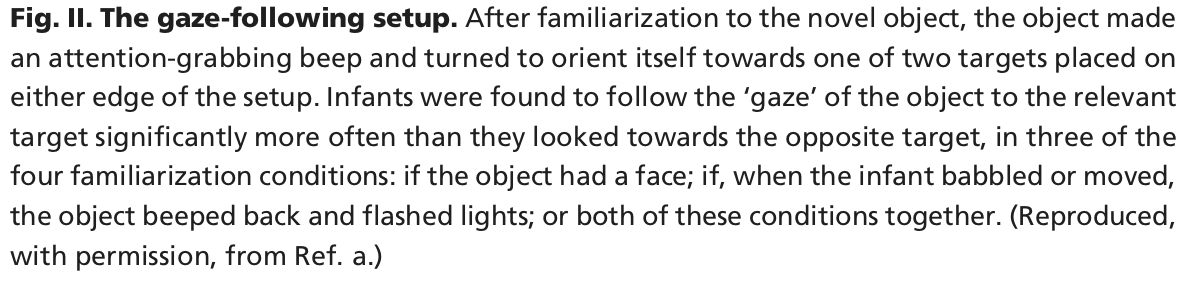 Fig. II. The gaze-following setup. After familiarization to the novel object, the object made
an attention-grabbing beep and turned to orient itself towards one of two targets placed on
either edge of the setup. Infants were found to follow the ‘gaze’ of the object to the relevant
target significantly more often than they looked towards the opposite target, in three of the
four familiarization conditions: if the object had a face; if, when the infant babbled or moved,
the object beeped back and flashed lights; or both of these conditions together. (Reproduced,
with permission, from Ref. a.)